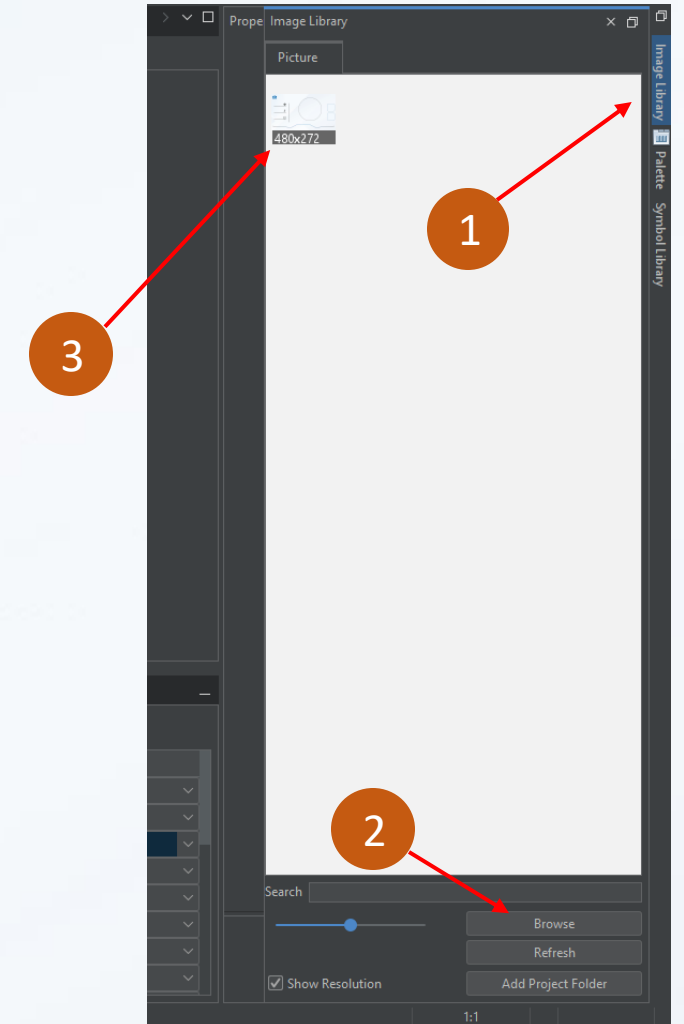 Prope
Image Library
Picture
480x272
1
3
2
Image Library
Palette
Symbol Library
Search
Browse
Refresh
Show Resolution
Add Project Folder
1:1